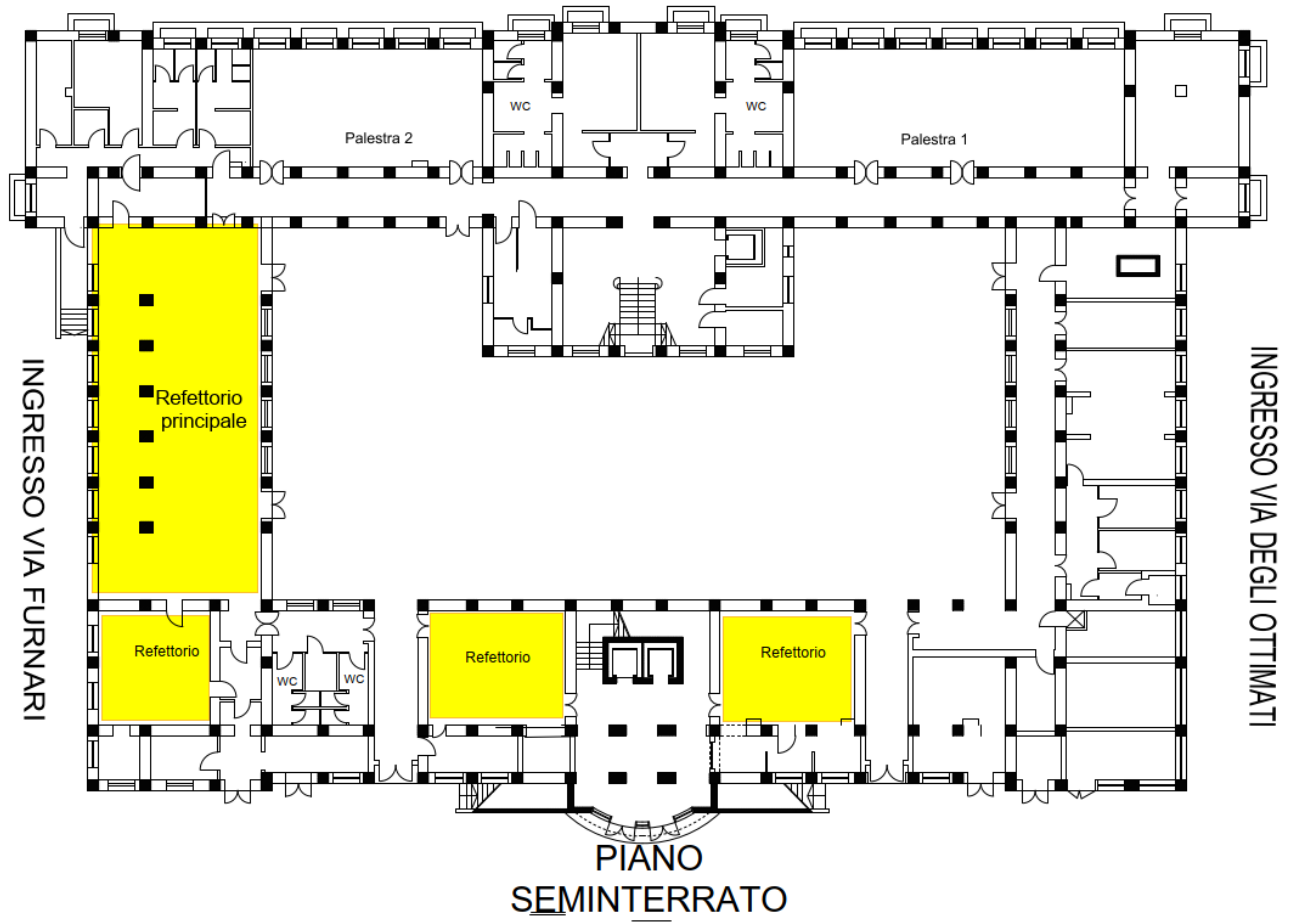 WC
WC
Palestra 2
Palestra 1
Refettorio
principale
INGRESSO VIA FURNARI
INGRESSO VIA DEGLI OTTIMATI
Refettorio
Refettorio
Refettorio
WC
WC
PIANO
SEMINTERRATO